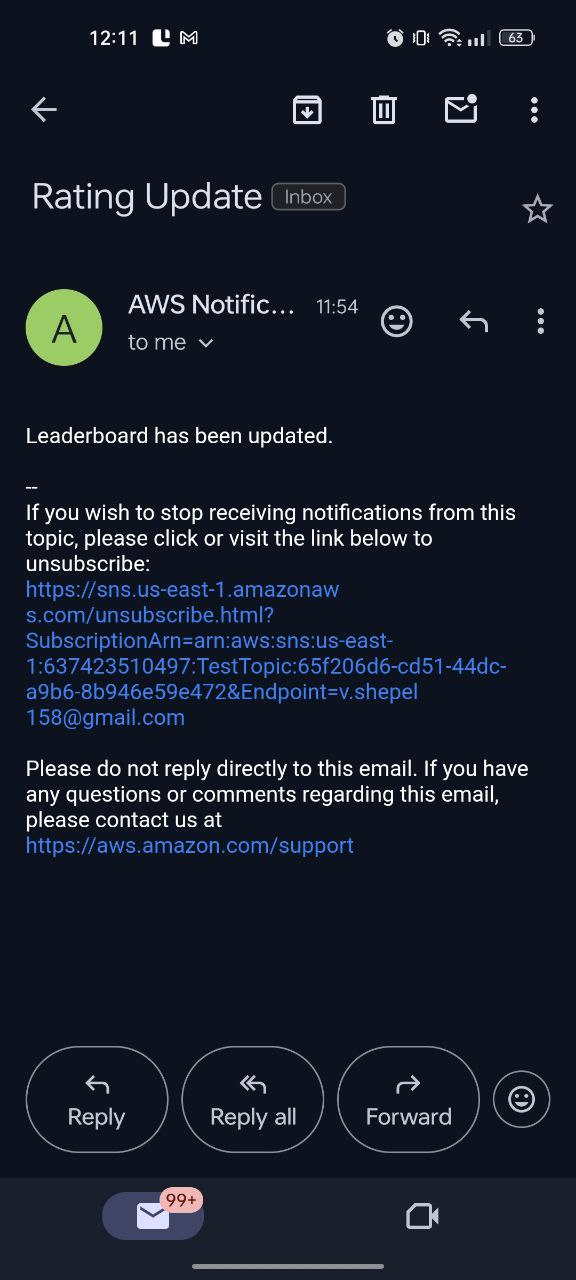 12:11
63
Rating Update Inbox
AWS Notific... 11:54
A
to me
Leaderboard has been updated.
--
If you wish to stop receiving notifications from this
topic, please click or visit the link below to
unsubscribe:
https://sns.us-east-1.amazonaw
s.com/unsubscribe.html?
SubscriptionArn=arn:aws:sns:us-east-
1:637423510497:TestTopic:65f206d6-cd51-44dc-
a9b6-8b946e59e472&Endpoint=v.shepel
158@gmail.com
Please do not reply directly to this email. If you have
any questions or comments regarding this email,
please contact us at
https://aws.amazon.com/support
Reply Reply all Forward
99+